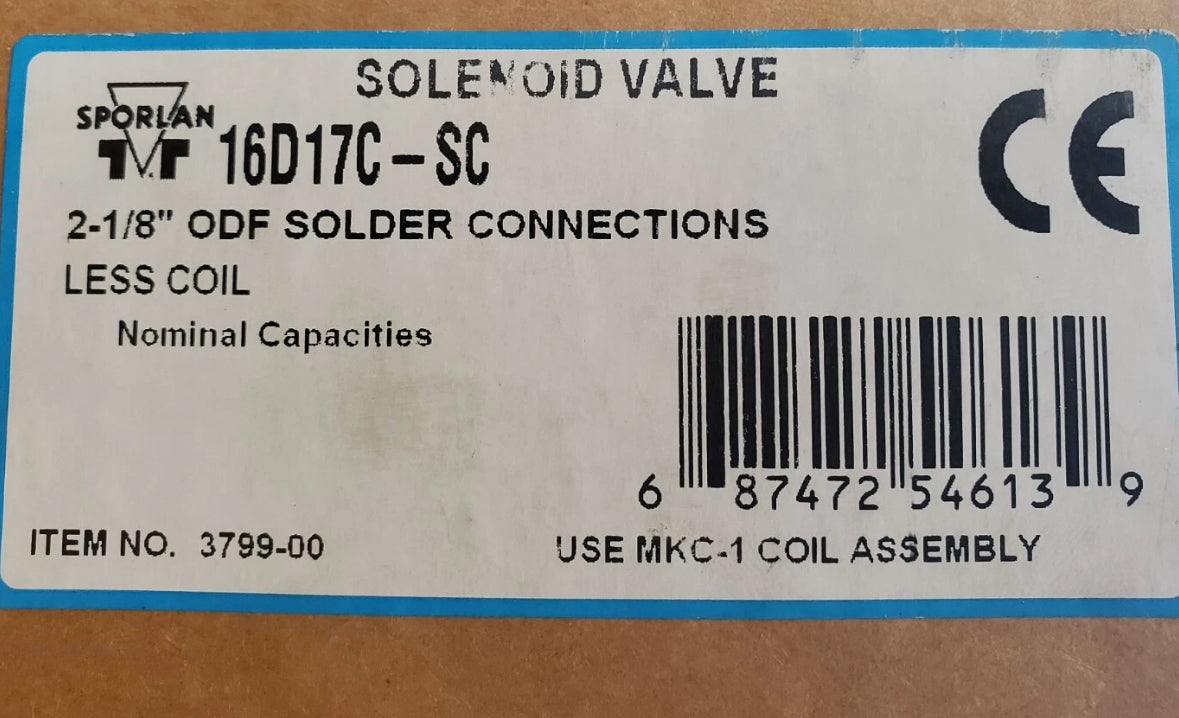 SOLENOID VALVE
SPORLAN
16D17C-SC
CE
2-1/8" ODF SOLDER CONNECTIONS
LESS COIL
Nominal Capacities
6 87472 54613 9
ITEM NO. 3799-00
USE MKC-1 COIL ASSEMBLY